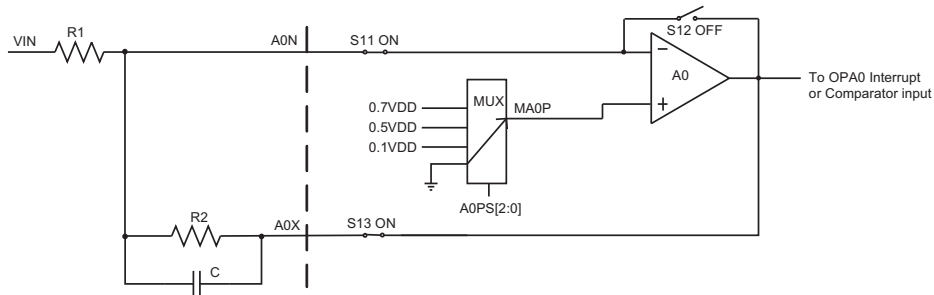 VIN
R1
A0N
S11 ON
S12 OFF
A0
To OPA0 Interrupt
or Comparator input
MUX
MA0P
0.7VDD
0.5VDD
0.1VDD
A0PS[2:0]
R2
A0X
S13 ON
C